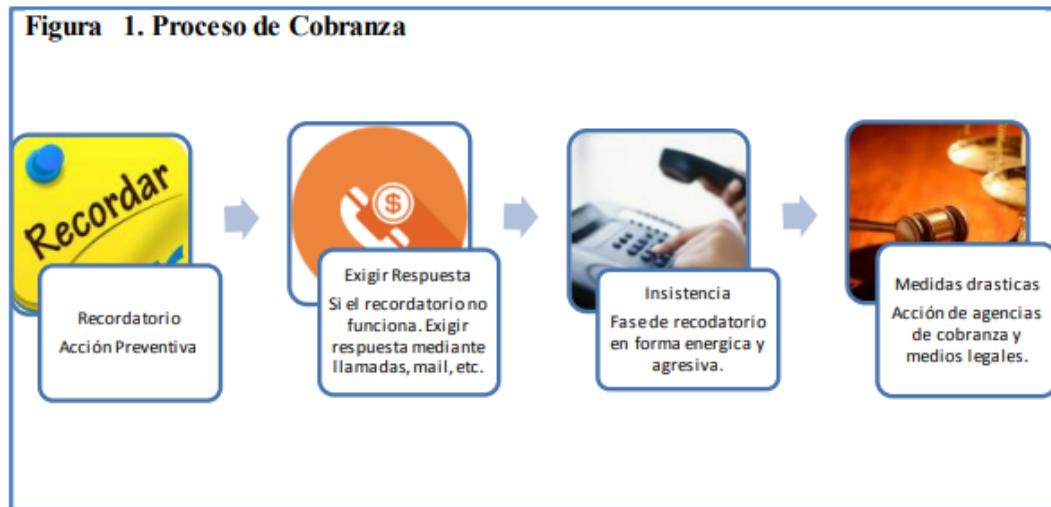 Figura 1. Proceso de Cobranza
Recordar
Recordatorio
Acción Preventiva
$
Exigir Respuesta
Si el recordatorio no
funciona. Exigir
respuesta mediante
llamadas, mail, etc.
Insistencia
Fase de recodatorio
en forma energica y
agresiva.
Medidas drasticas
Acción de agencias
de cobranza y
medios legales.